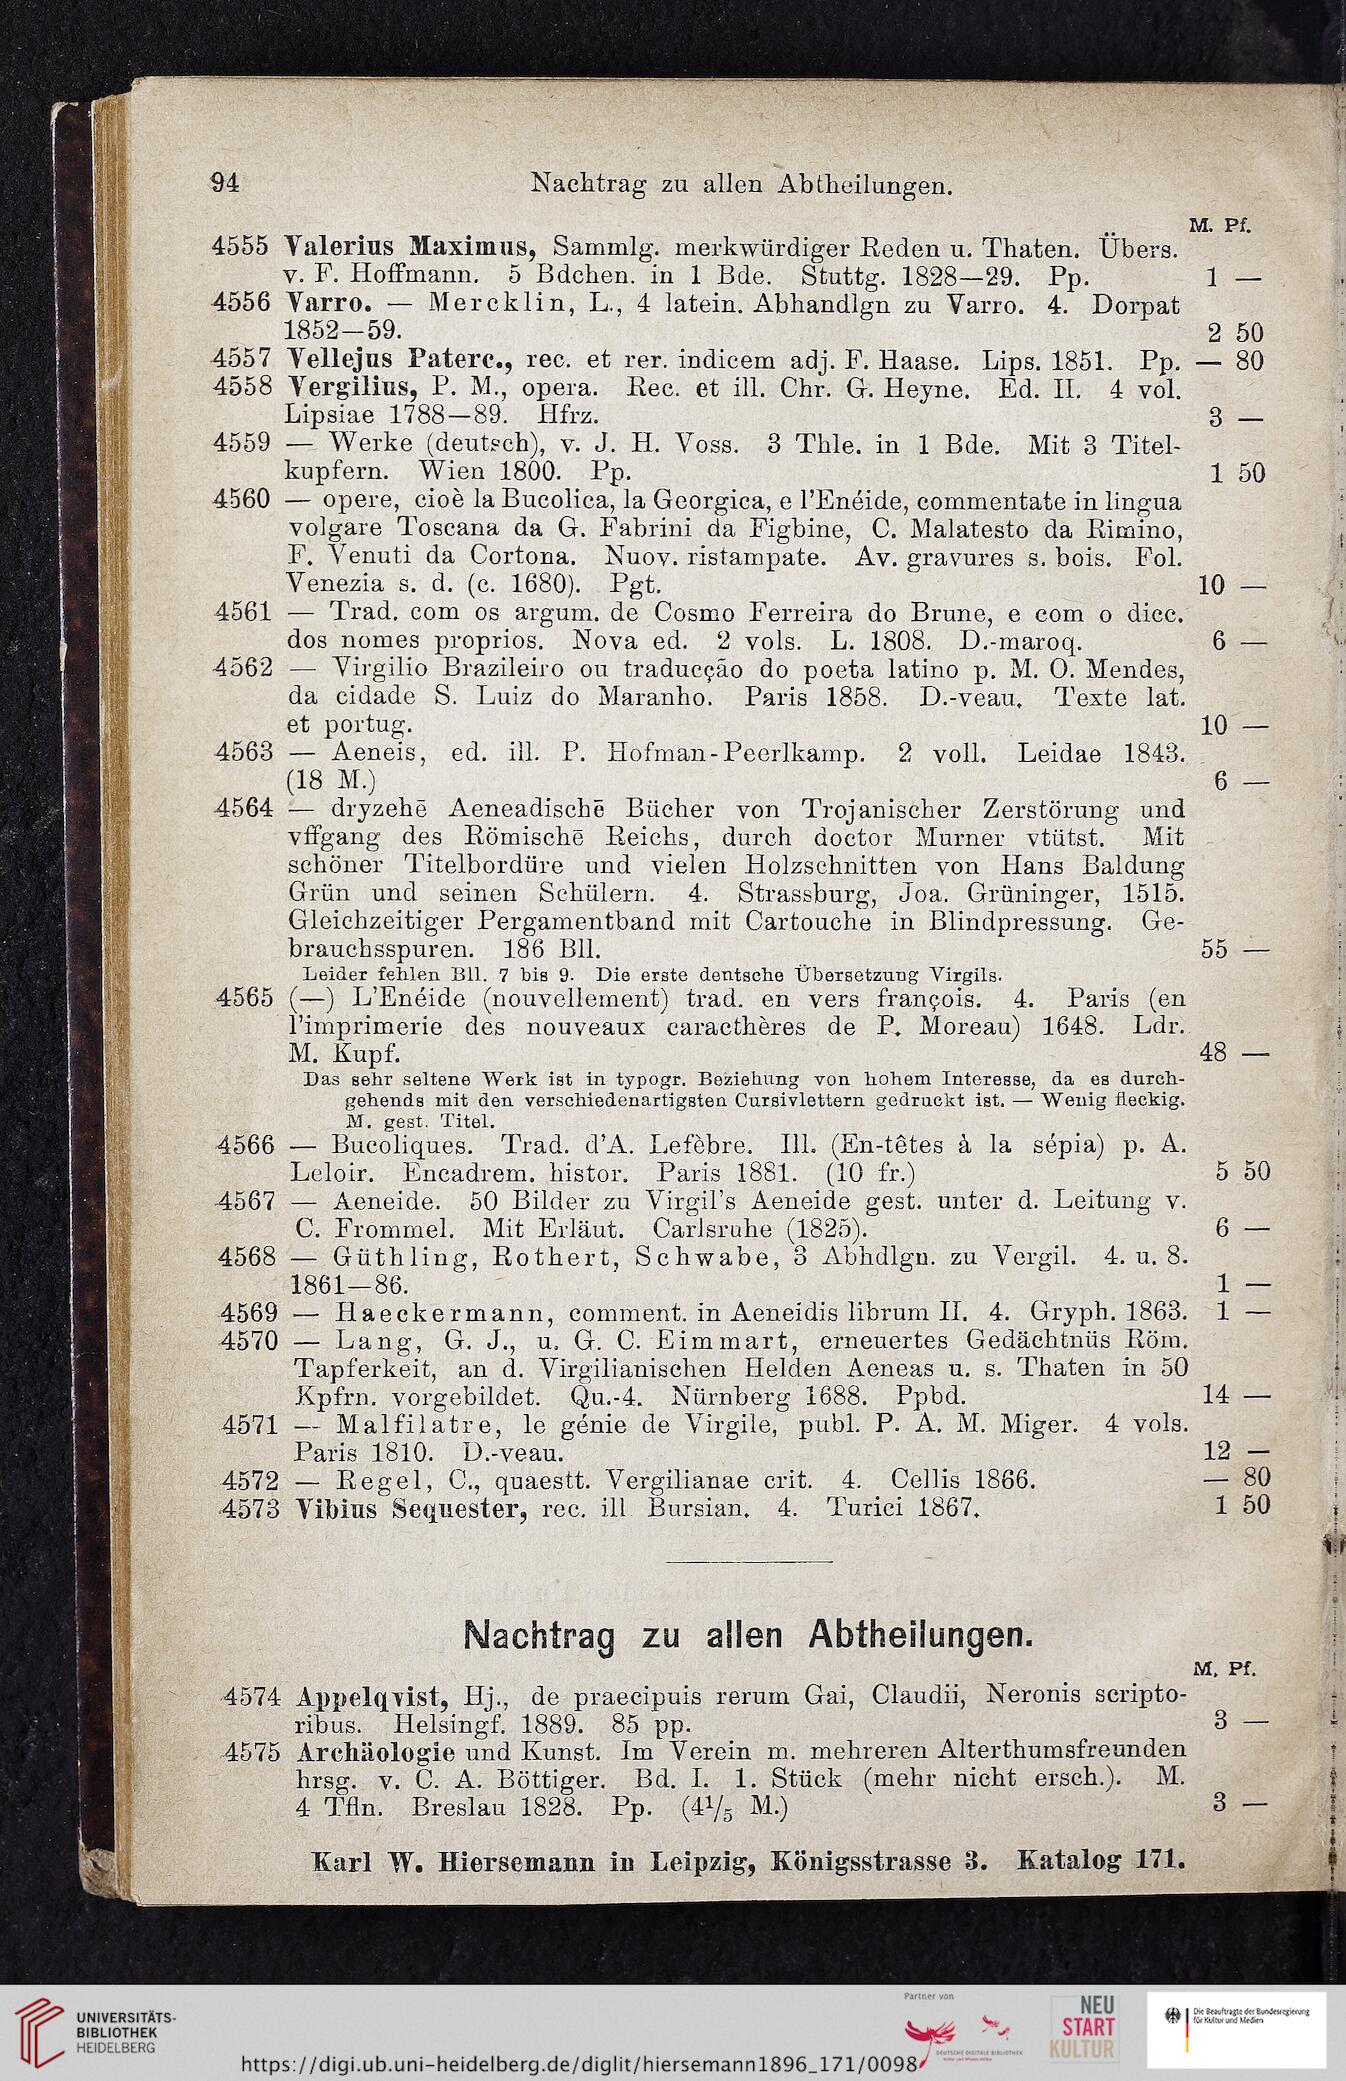 94 Nachtrag zu allen Abtheilungen.
M. Pf.
4555 Valerius Maximus, Sammlg. merkwürdiger Reden u. Thaten. Übers.
v. F. Hoffmann. 5 Bdchen. in 1 Bde. Stuttg. 1828—29. Pp. 1 —
4556 Varro. — Mercklin, L., 4 latein. Abhandlgn zu Varro. 4. Dorpat
1852—59. 2 50
4557 Vellejus Paterc., rec. et rer. indicem adj. F. Haase. Lips. 1851. Pp. — 80
4558 Vergilius, P. M., opera. Rec. et ill. Chr. G. Heyne. Ed. II. 4 vol.
Lipsiae 1788—89. Hfrz. 3 —
4559 — Werke (deutsch), v. J. H. Voss. 3 Thle. in 1 Bde. Mit 3 Titel-
kupfern. Wien 1800. Pp. 1 50
4560 — opere, cioè la Bucolica, la Georgica, e l'Enéide, commentate in lingua
volgare Toscana da G. Fabrini da Figbine, C. Malatesto da Rimino,
F. Venuti da Cortona. Nuov. ristampate. Av. gravures s. bois. Fol.
Venezia s. d. (c. 1680). Pgt. 10 —
4561 — Trad. com os argum. de Cosmo Ferreira do Brune, e com o dicc.
dos nomes proprios. Nova ed. 2 vols. L. 1808. D.-maroq. 6 —
4562 — Virgilio Brazileiro ou traducção do poeta latino p. M. O. Mendes,
da cidade S. Luiz do Maranho. Paris 1858. D.-veau. Texte lat.
et portug. 10 —
4563 — Aeneis, ed. ill. P. Hofman-Peerlkamp. 2 voll. Leidae 1843.
(18 M.) 6 —
4564 — dryzehē Aeneadischē Bücher von Trojanischer Zerstörung und
vffgang des Römischē Reichs, durch doctor Murner vtütst. Mit
schöner Titelbordüre und vielen Holzschnitten von Hans Baldung
Grün und seinen Schülern. 4. Strassburg, Joa. Grüninger, 1515.
Gleichzeitiger Pergamentband mit Cartouche in Blindpressung. Ge-
brauchsspuren. 186 Bll. 55 —
Leider fehlen Bll. 7 bis 9. Die erste dentsche Übersetzung Virgils.
4565 (—) L'Enéide (nouvellement) trad. en vers françois. 4. Paris (en
l'imprimerie des nouveaux caracthères de P. Moreau) 1648. Ldr.
M. Kupf. 48 —
Das sehr seltene Werk ist in typogr. Beziehung von hohem Interesse, da es durch-
gehends mit den verschiedenartigsten Cursivlettern gedruckt ist. — Wenig fleckig.
M. gest. Titel.
4566 — Bucoliques. Trad. d'A. Lefèbre. Ill. (En-têtes à la sépia) p. A.
Leloir. Encadrem. histor. Paris 1881. (10 fr.) 5 50
4567 — Aeneide. 50 Bilder zu Virgil's Aeneide gest. unter d. Leitung v.
C. Frommel. Mit Erläut. Carlsruhe (1825). 6 —
4568 — Güthling, Rothert, Schwabe, 3 Abhdlgn. zu Vergil. 4. u. 8.
1861—86. 1 —
4569 — Haeckermann, comment. in Aeneidis librum II. 4. Gryph. 1863. 1 —
4570 — Lang, G. J., u. G. C. Eimmart, erneuertes Gedächtnüs Röm.
Tapferkeit, an d. Virgilianischen Helden Aeneas u. s. Thaten in 50
Kpfrn. vorgebildet. Qu.-4. Nürnberg 1688. Ppbd. 14 —
4571 — Malfilatre, le génie de Virgile, publ. P. A. M. Miger. 4 vols.
Paris 1810. D.-veau. 12 —
4572 — Regel, C., quaestt. Vergilianae crit. 4. Cellis 1866. — 80
4573 Vibius Sequester, rec. ill Bursian. 4. Turici 1867. 1 50
Nachtrag zu allen Abtheilungen.
M. Pf.
4574 Appelqvist, Hj., de praecipuis rerum Gai, Claudii, Neronis scripto-
ribus. Helsingf. 1889. 85 pp. 3 —
4575 Archäologie und Kunst. Im Verein m. mehreren Alterthumsfreunden
hrsg. v. C. A. Böttiger. Bd. I. 1. Stück (mehr nicht ersch.). M.
4 Tfln. Breslau 1828. Pp. (4 1/5 M.) 3 —
Karl W. Hiersemann in Leipzig, Königsstrasse 3. Katalog 171.
UNIVERSITÄTS-
BIBLIOTHEK
HEIDELBERG
https://digi.ub.uni-heidelberg.de/diglit/hiersemann1896_171/0098
Partner von
DEUTSCHE DIGITALE BIBLIOTHEK
Kultur und Wissen online
NEU
START
KULTUR
Die Beauftragte der Bundesregierung
für Kultur und Medien